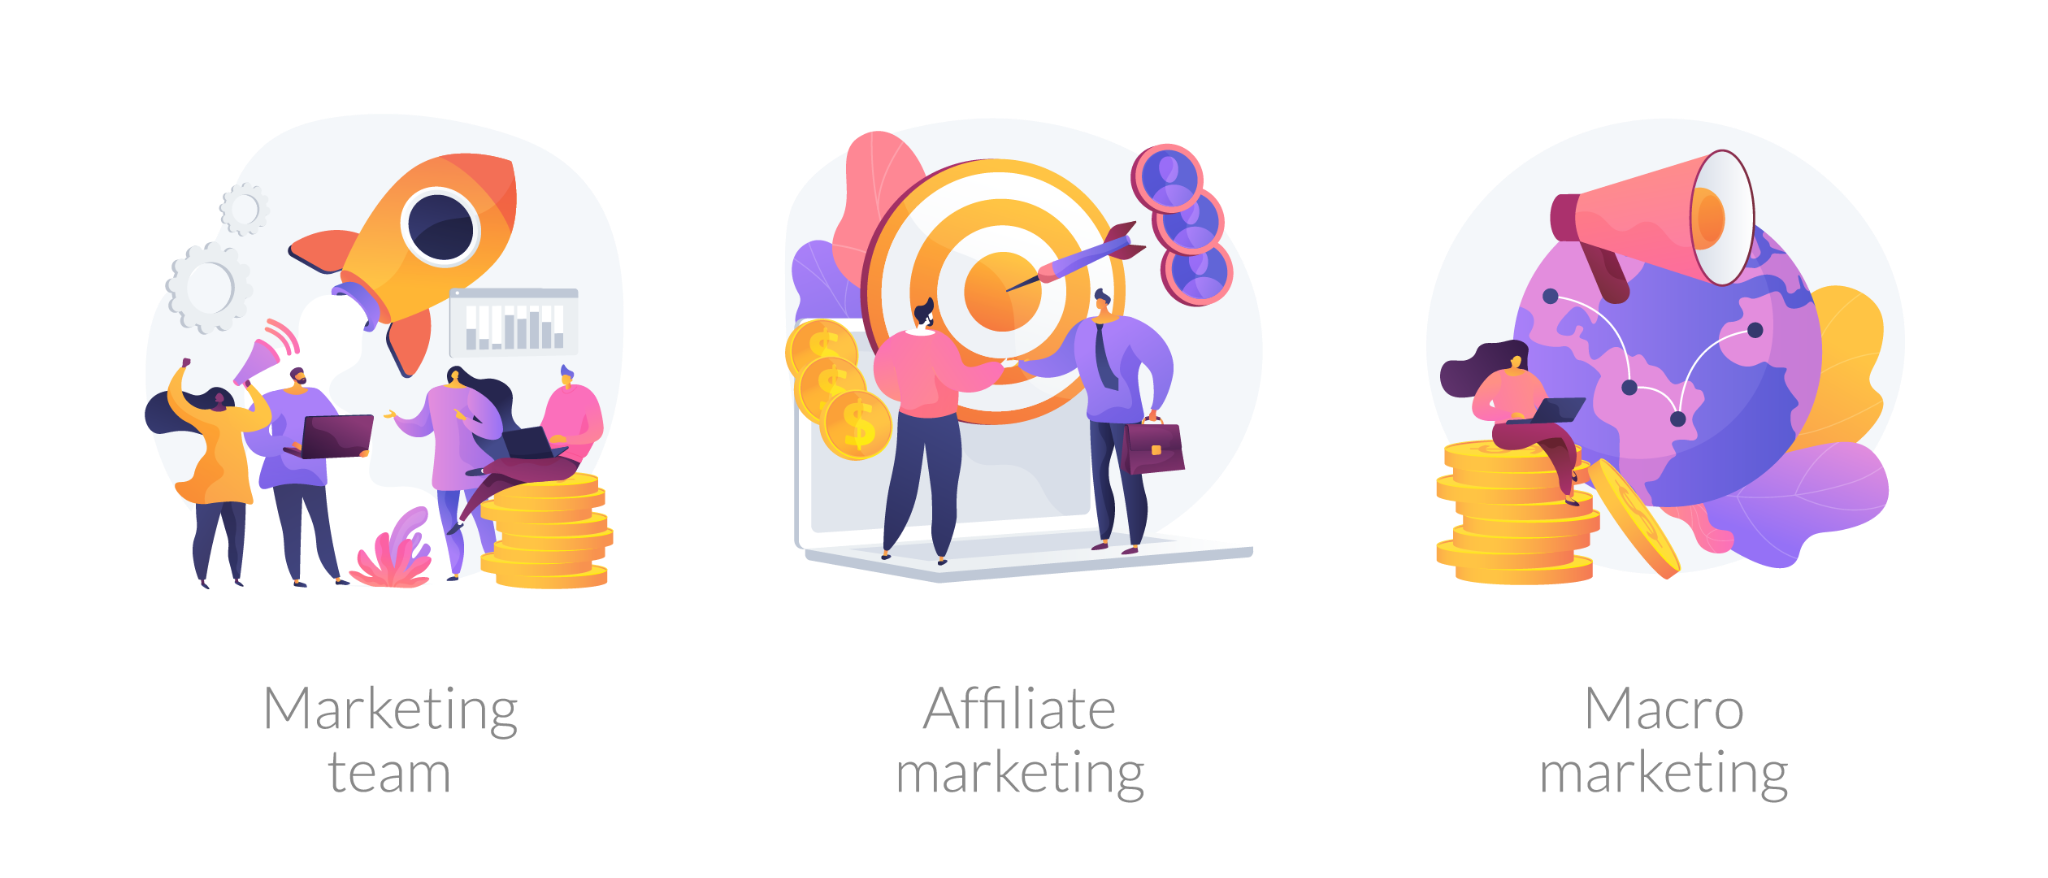 Marketing
team
Affiliate
marketing
Macro
marketing
$
$
$